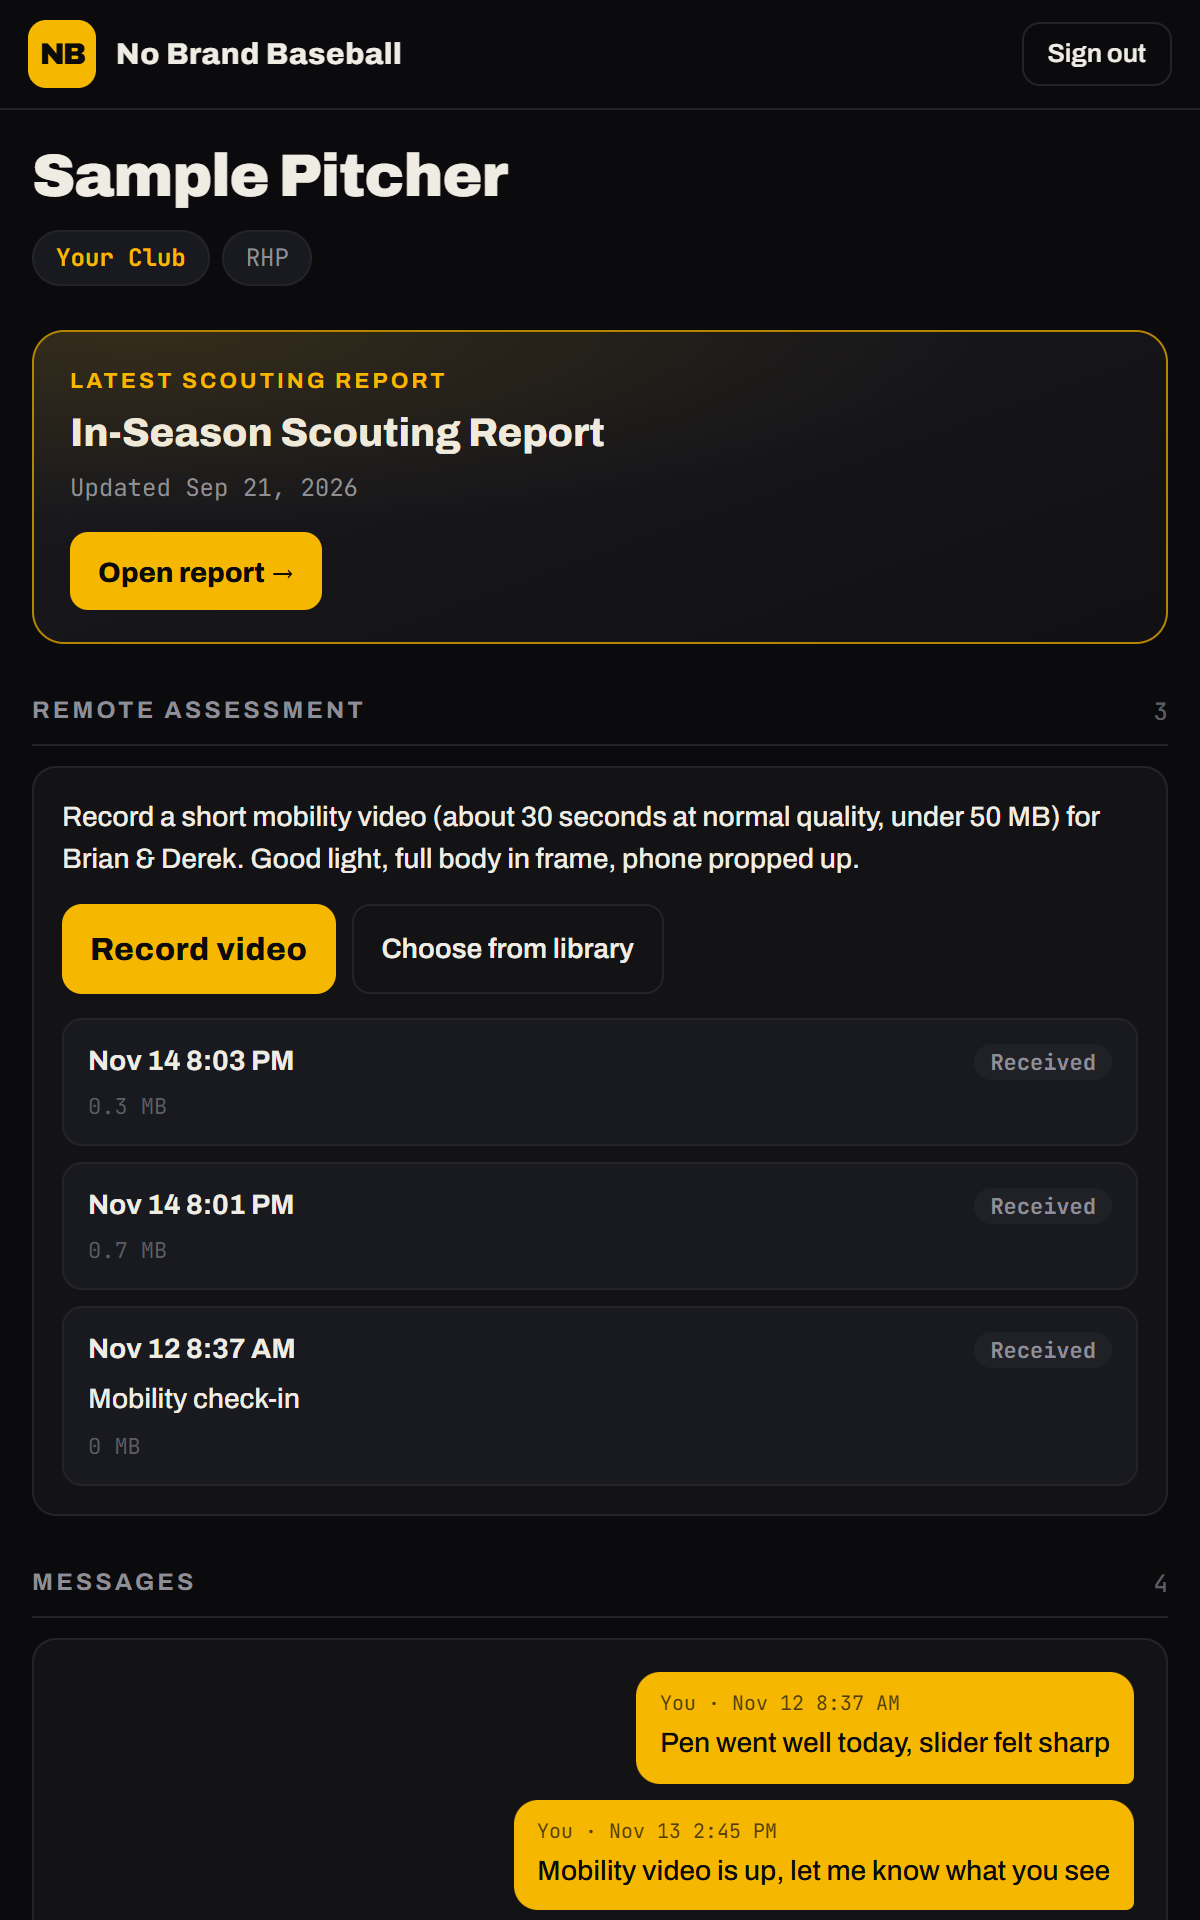 NB
No Brand Baseball
Sign out
Sample Pitcher
Your Club
RHP
LATEST SCOUTING REPORT
In-Season Scouting Report
Updated Sep 21, 2026
Open report →
REMOTE ASSESSMENT
3
Record a short mobility video (about 30 seconds at normal quality, under 50 MB) for
Brian & Derek. Good light, full body in frame, phone propped up.
Record video
Choose from library
Nov 14 8:03 PM
Received
0.3 MB
Nov 14 8:01 PM
Received
0.7 MB
Nov 12 8:37 AM
Received
Mobility check-in
0 MB
MESSAGES
4
You · Nov 12 8:37 AM
Pen went well today, slider felt sharp
You · Nov 13 2:45 PM
Mobility video is up, let me know what you see